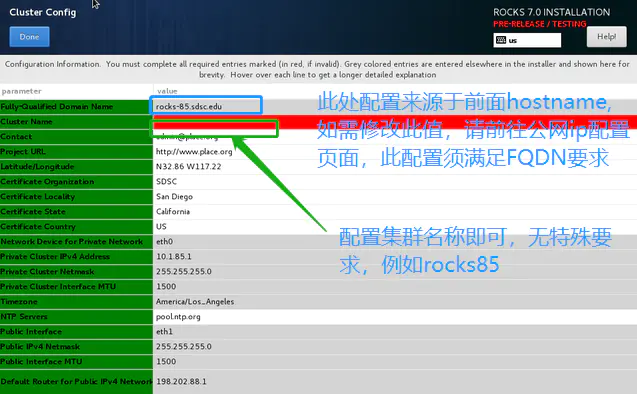 Cluster Config
ROCKS 7.0 INSTALLATION
PRE-RELEASE / TESTING
Done
us
Help!
Configuration Information. You must complete all required entries marked (in red, if invalid). Grey colored entries are entered elsewhere in the installer and shown here for
brevity. Hover over each line to get a longer detailed explanation
parameter value
Fully-Qualified Domain Name rocks-85.sdsc.edu
Cluster Name
Contact admin@place.org
Project URL http://www.place.org
Latitude/Longitude N32.86 W117.22
Certificate Organization SDSC
Certificate Locality San Diego
Certificate State California
Certificate Country US
Network Device for Private Network eth0
Private Cluster IPv4 Address 10.1.85.1
Private Cluster Netmask 255.255.255.0
Private Cluster Interface MTU 1500
Timezone America/Los_Angeles
NTP Servers pool.ntp.org
Public Interface eth1
Public IPv4 Netmask 255.255.255.0
Public Interface MTU 1500
Default Router for Public IPv4 Network 198.202.88.1
此处配置来源于前面hostname,
如需修改此值，请前往公网ip配置
页面，此配置须满足FQDN要求
配置集群名称即可，无特殊要
求，例如rocks85